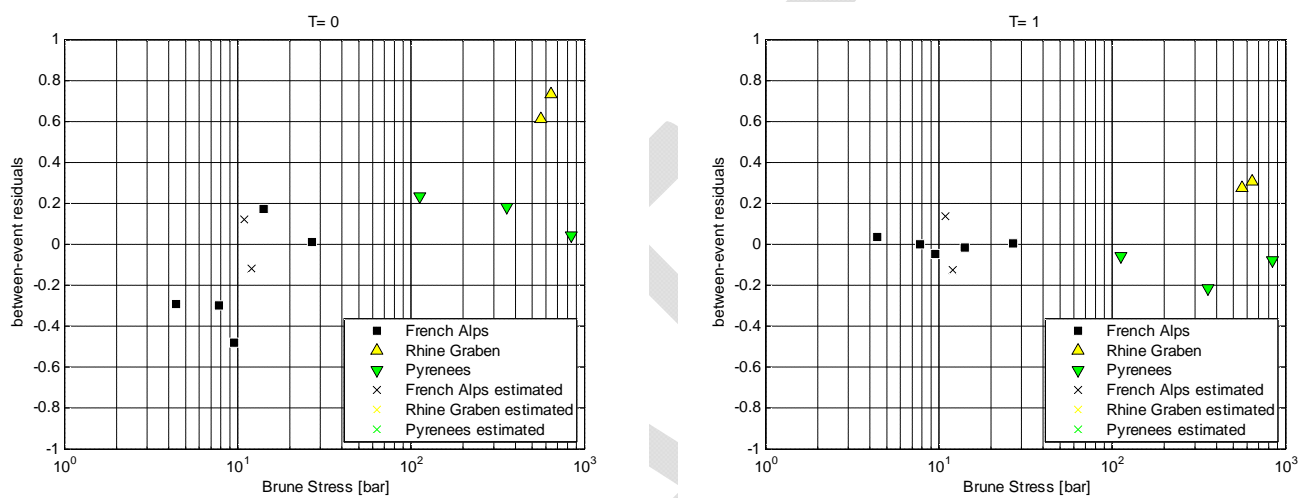 T= 0
1
0.8
0.6
0.4
0.2
0
-0.2
-0.4
-0.6
-0.8
-1
between-event residuals
10^0
10^1
10^2
10^3
Brune Stress [bar]
French Alps
Rhine Graben
Pyrenees
French Alps estimated
Rhine Graben estimated
Pyrenees estimated
T= 1
1
0.8
0.6
0.4
0.2
0
-0.2
-0.4
-0.6
-0.8
-1
between-event residuals
10^0
10^1
10^2
10^3
Brune Stress [bar]
French Alps
Rhine Graben
Pyrenees
French Alps estimated
Rhine Graben estimated
Pyrenees estimated